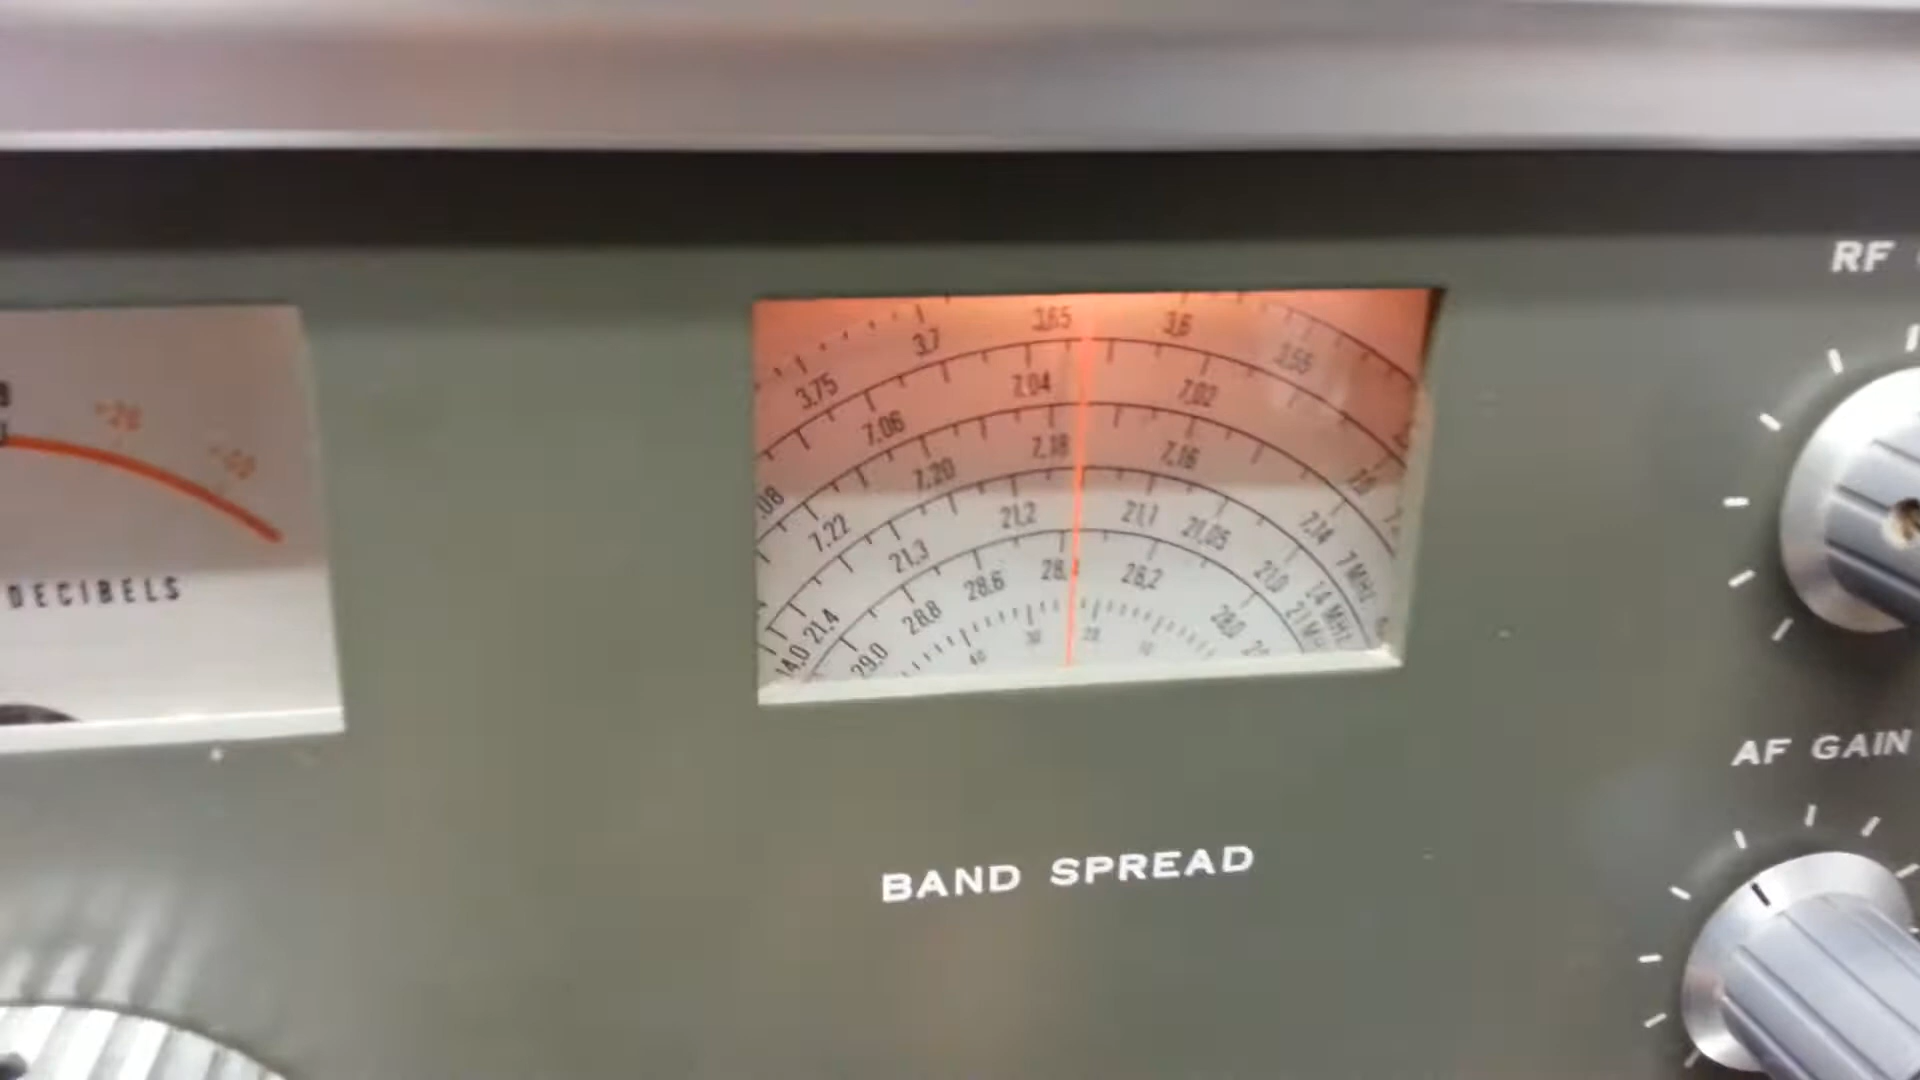 RF
+20
DECIBELS
3.75 3.7 3.65 3.6 3.55
7.06 7.04 7.02
7.22 7.20 7.18 7.16 7.14 7 MHz
14.0 21.4 21.3 21.2 21.1 21.05 21.0 14 MHz
29.0 28.8 28.6 28.2 28.0
40 30 20 10
AF GAIN
BAND SPREAD